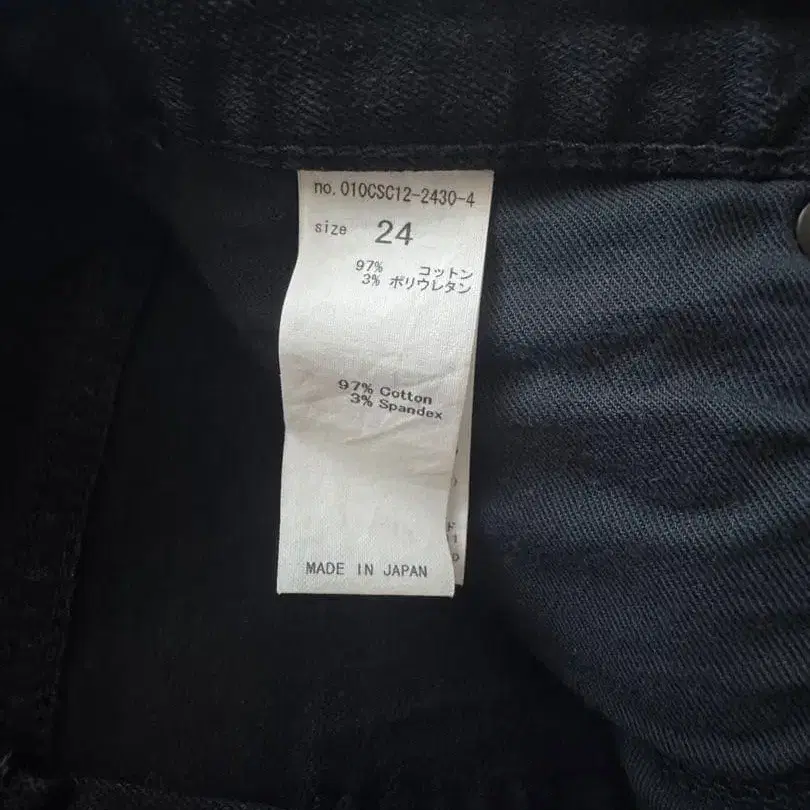 no. 010CSC12-2430-4
size 24
97% コットン
3% ポリウレタン
97% Cotton
3% Spandex
MADE IN JAPAN